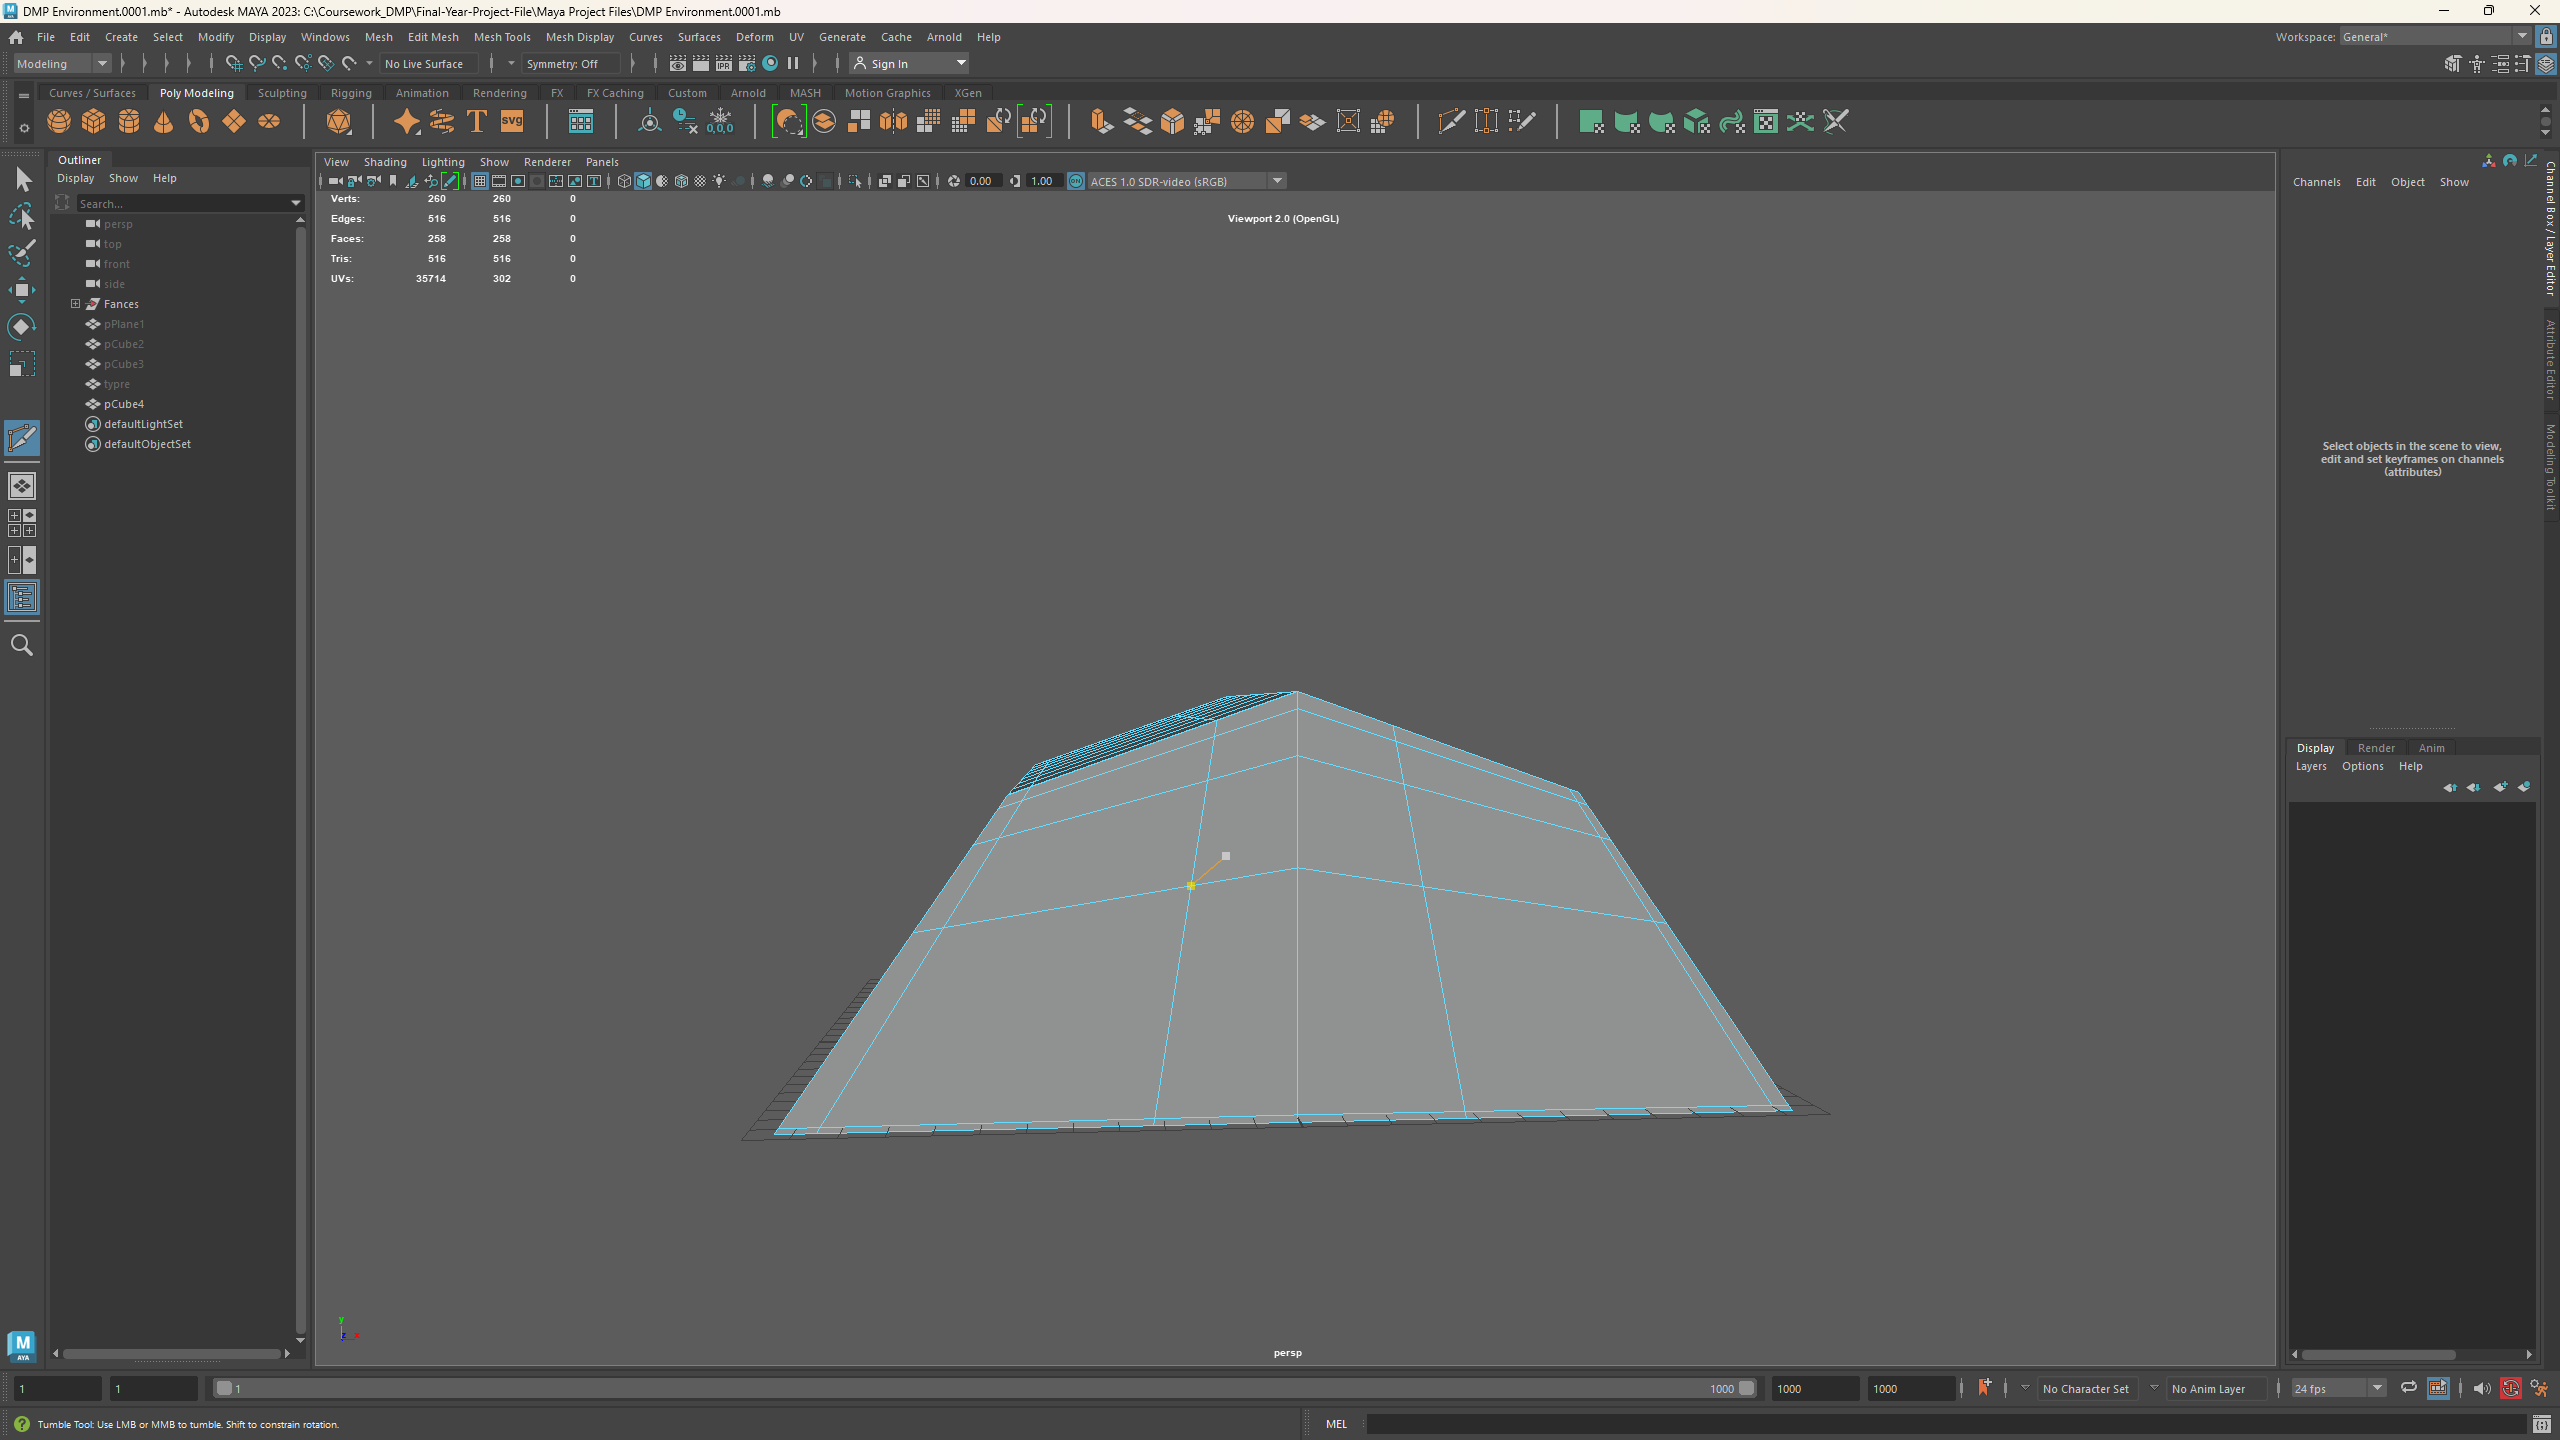 DMP Environment.0001.mb* - Autodesk MAYA 2023: C:\Coursework_DMP\Final-Year-Project-File\Maya Project Files\DMP Environment.0001.mb
File Edit Create Select Modify Display Windows Mesh Edit Mesh Mesh Tools Mesh Display Curves Surfaces Deform UV Generate Cache Arnold Help
Workspace: General*
Modeling No Live Surface Symmetry: Off Sign In
Curves / Surfaces Poly Modeling Sculpting Rigging Animation Rendering FX FX Caching Custom Arnold MASH Motion Graphics XGen
Outliner
Display Show Help
Search...
persp
top
front
side
Fances
pPlane1
pCube2
pCube3
typre
pCube4
defaultLightSet
defaultObjectSet
View Shading Lighting Show Renderer Panels
0.00 1.00 ACES 1.0 SDR-video (sRGB)
Verts: 260 260 0
Edges: 516 516 0
Faces: 258 258 0
Tris: 516 516 0
UVs: 35714 302 0
Viewport 2.0 (OpenGL)
persp
Channels Edit Object Show
Select objects in the scene to view,
edit and set keyframes on channels
(attributes)
Channel Box / Layer Editor
Attribute Editor
Modeling Toolkit
Display Render Anim
Layers Options Help
1 1 1 1000 1000 1000 No Character Set No Anim Layer 24 fps
Tumble Tool: Use LMB or MMB to tumble. Shift to constrain rotation.
MEL